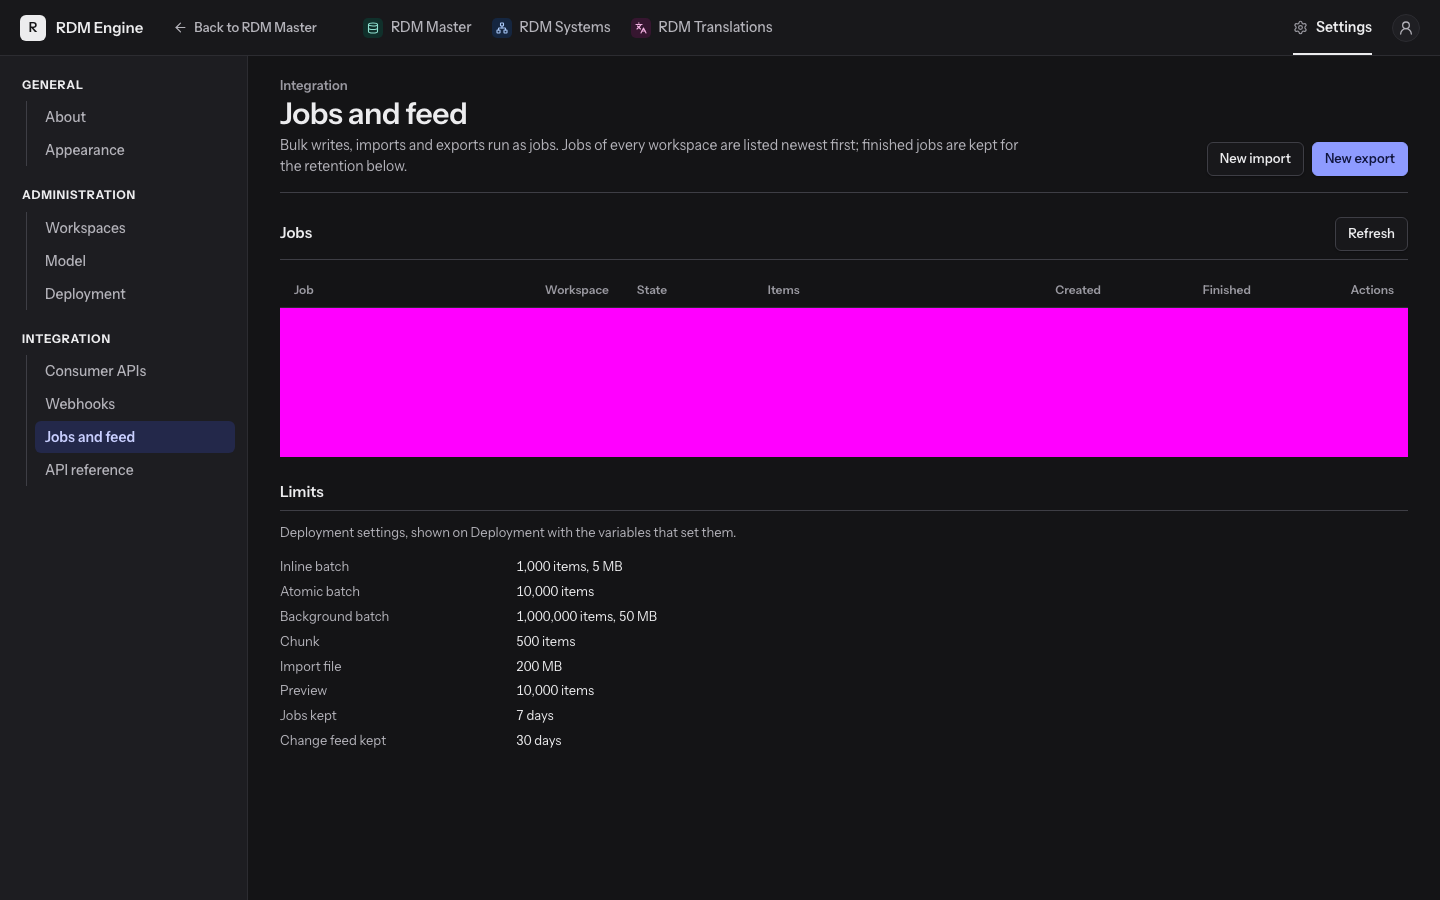 R RDM Engine
Back to RDM Master
RDM Master
RDM Systems
RDM Translations
Settings
GENERAL
About
Appearance
ADMINISTRATION
Workspaces
Model
Deployment
INTEGRATION
Consumer APIs
Webhooks
Jobs and feed
API reference
Integration
Jobs and feed
Bulk writes, imports and exports run as jobs. Jobs of every workspace are listed newest first; finished jobs are kept for
the retention below.
New import
New export
Jobs
Refresh
Job Workspace State Items Created Finished Actions
Limits
Deployment settings, shown on Deployment with the variables that set them.
Inline batch 1,000 items, 5 MB
Atomic batch 10,000 items
Background batch 1,000,000 items, 50 MB
Chunk 500 items
Import file 200 MB
Preview 10,000 items
Jobs kept 7 days
Change feed kept 30 days